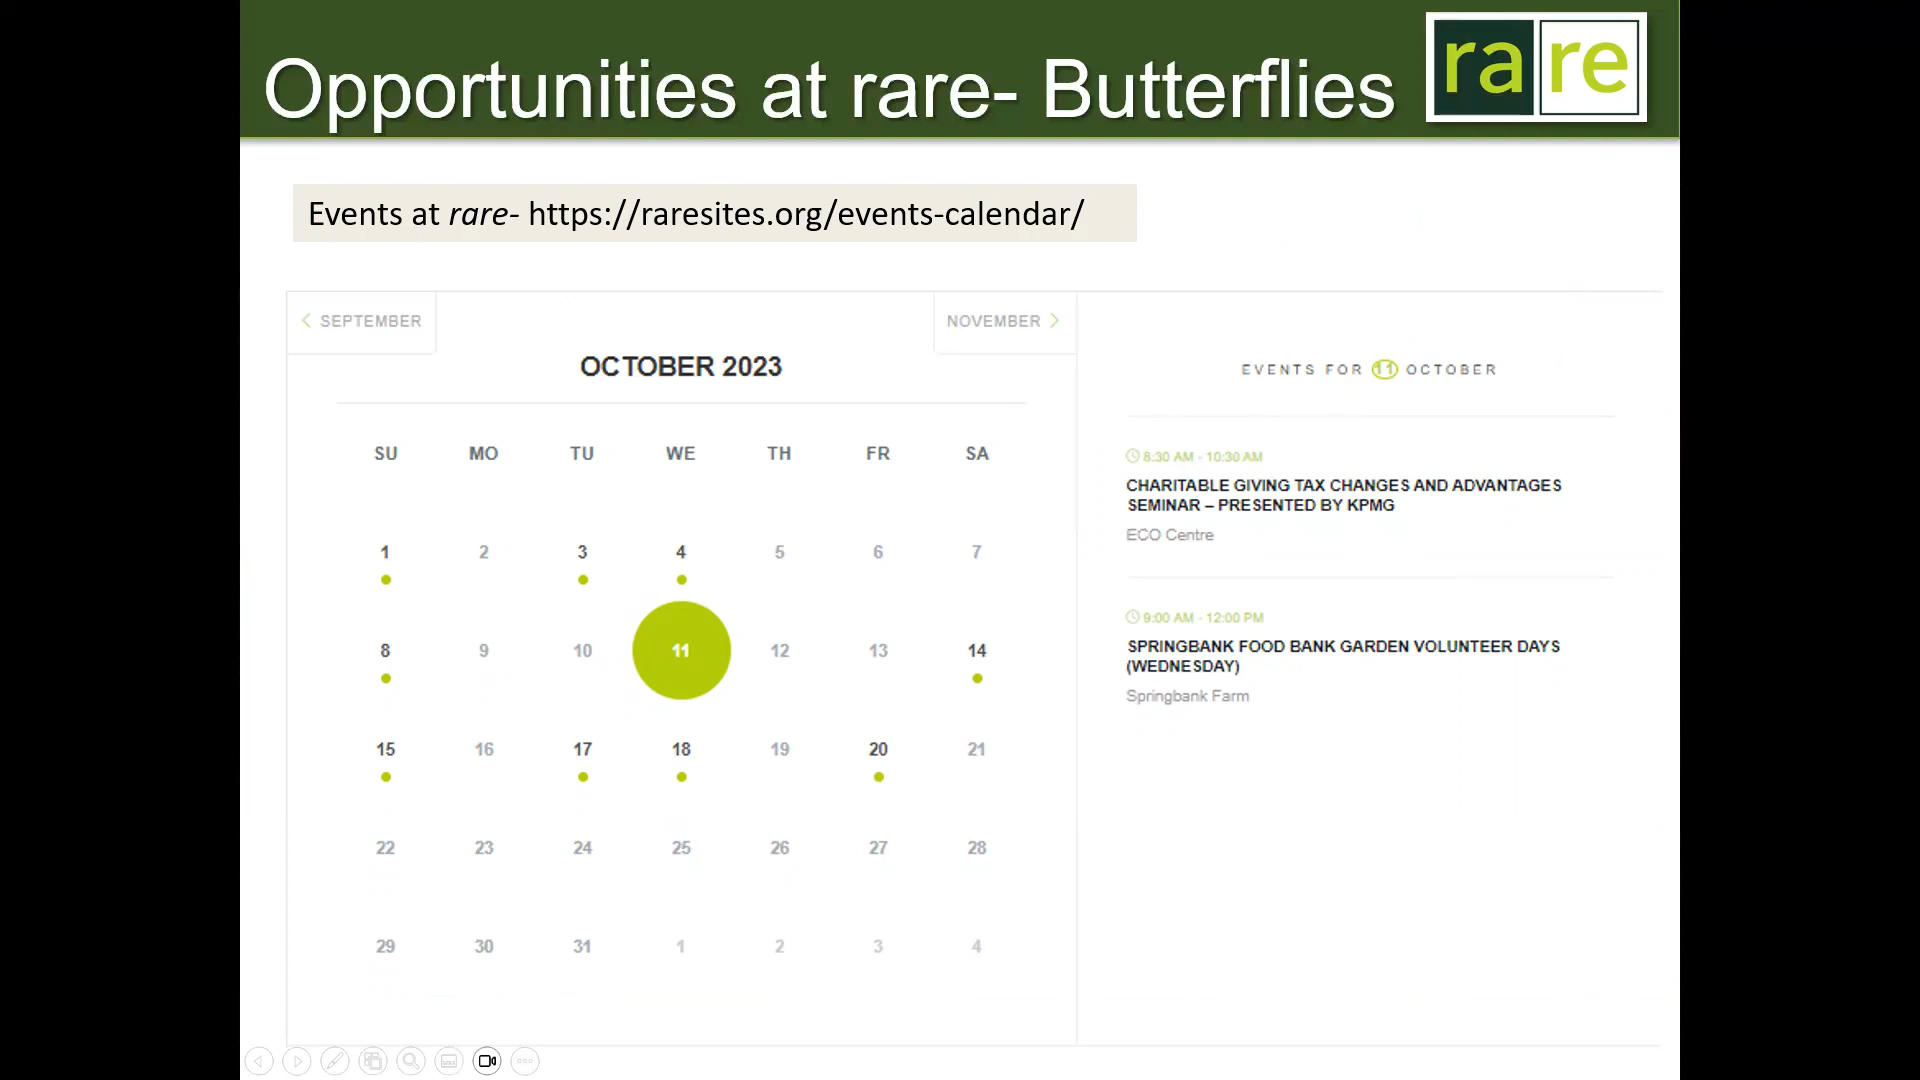 Opportunities at rare- Butterflies
rare
Events at rare- https://raresites.org/events-calendar/
SEPTEMBER
NOVEMBER
OCTOBER 2023
SU MO TU WE TH FR SA
1 2 3 4 5 6 7
8 9 10 11 12 13 14
15 16 17 18 19 20 21
22 23 24 25 26 27 28
29 30 31 1 2 3 4
EVENTS FOR 11 OCTOBER
8:30 AM - 10:30 AM
CHARITABLE GIVING TAX CHANGES AND ADVANTAGES
SEMINAR – PRESENTED BY KPMG
ECO Centre
9:00 AM - 12:00 PM
SPRINGBANK FOOD BANK GARDEN VOLUNTEER DAYS
(WEDNESDAY)
Springbank Farm